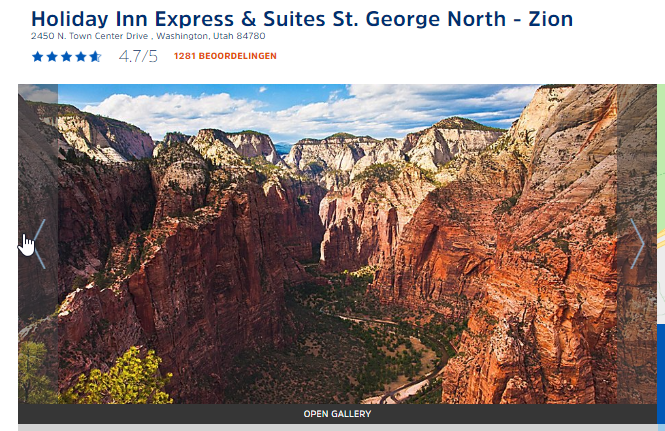 Holiday Inn Express & Suites St. George North - Zion
2450 N. Town Center Drive , Washington, Utah 84780
4.7/5 1281 BEOORDELINGEN
OPEN GALLERY